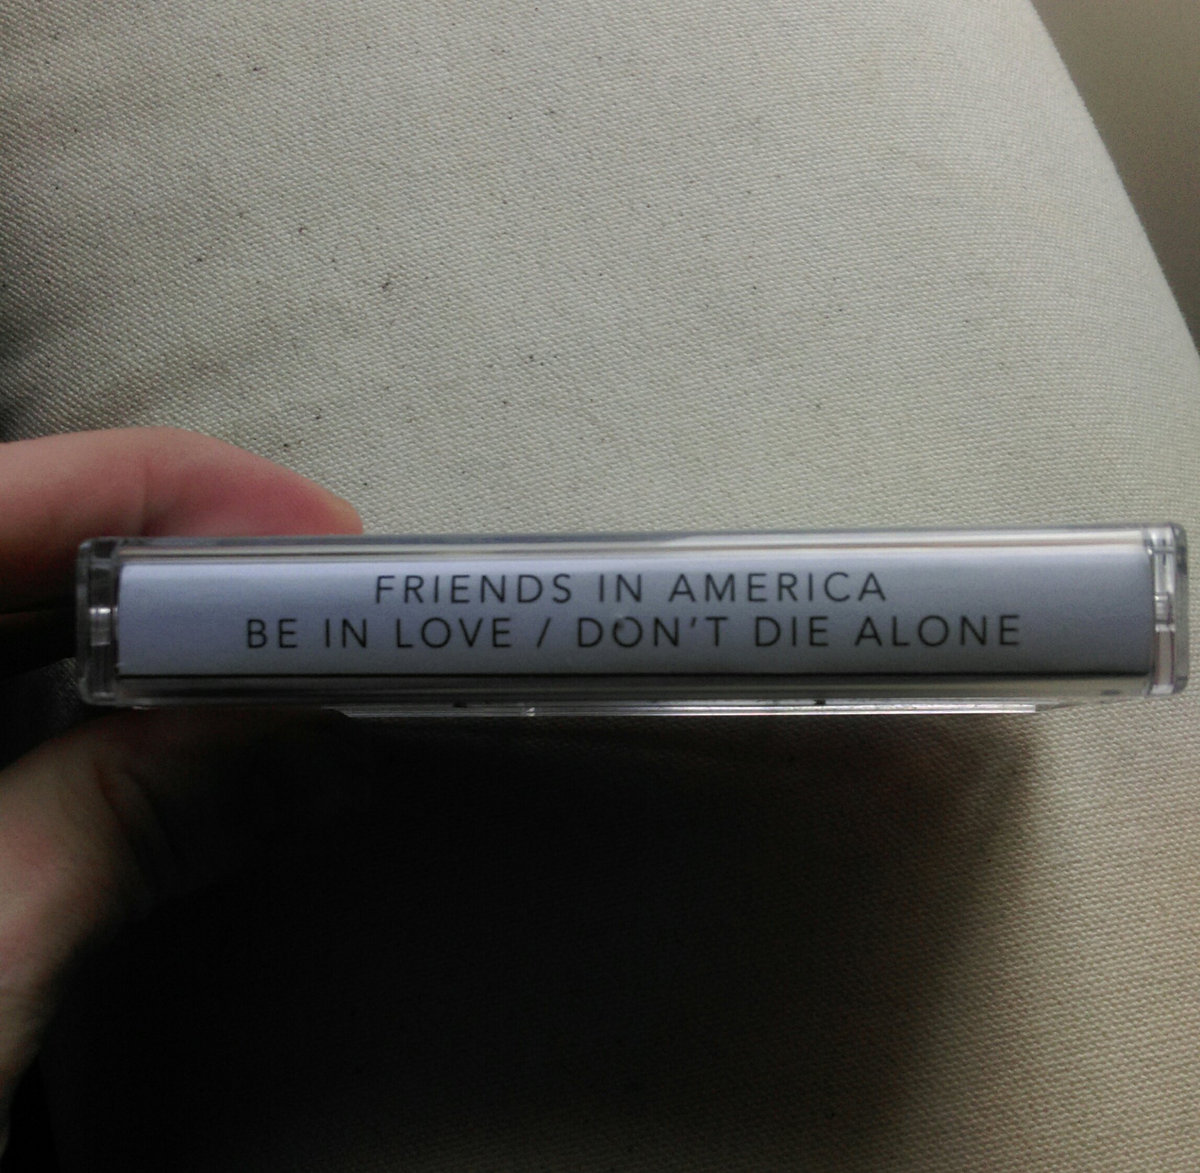 FRIENDS IN AMERICA
BE IN LOVE / DON'T DIE ALONE